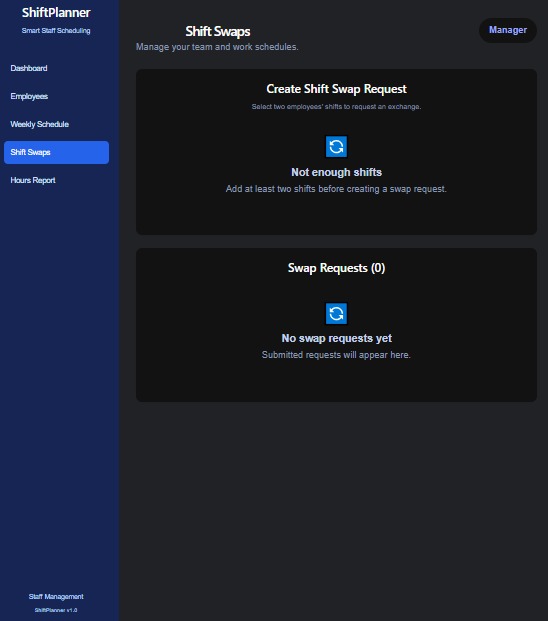 ShiftPlanner
Smart Staff Scheduling
Dashboard
Employees
Weekly Schedule
Shift Swaps
Hours Report
Staff Management
ShiftPlanner v1.0
Shift Swaps
Manage your team and work schedules.
Manager
Create Shift Swap Request
Select two employees' shifts to request an exchange.
Not enough shifts
Add at least two shifts before creating a swap request.
Swap Requests (0)
No swap requests yet
Submitted requests will appear here.